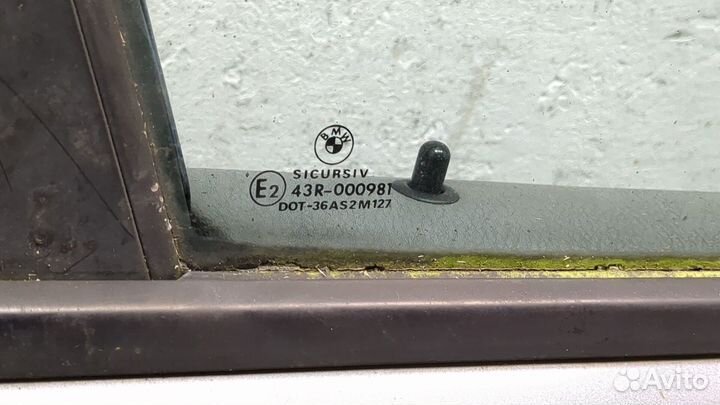 BMW
SICURSIV
E2 43R-000981
DOT-36AS2M127
Avito